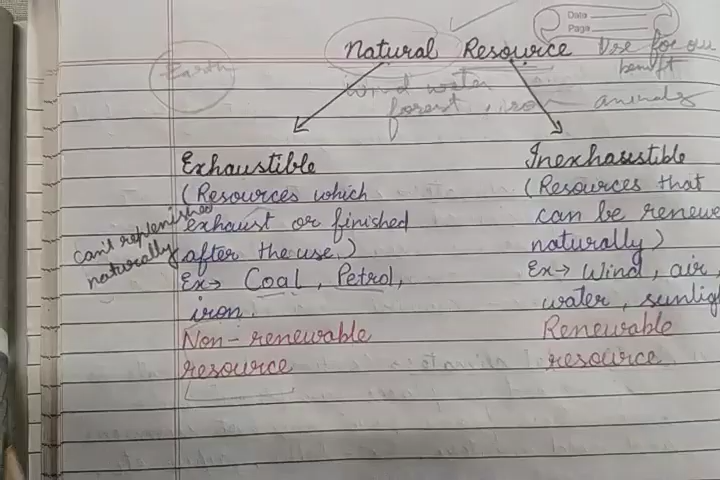 Date
Page
Natural Resource Use for our
benefit
Earth
Wind water
forest, iron animals
Exhaustible
(Resources which
exhaust or finished
after the use.)
can't replenished
naturally
Ex→ Coal, Petrol,
iron.
Non-renewable
resource
Inexhaustible
(Resources that
can be renewe
naturally)
Ex→ Wind, air,
water, sunlig
Renewable
resource